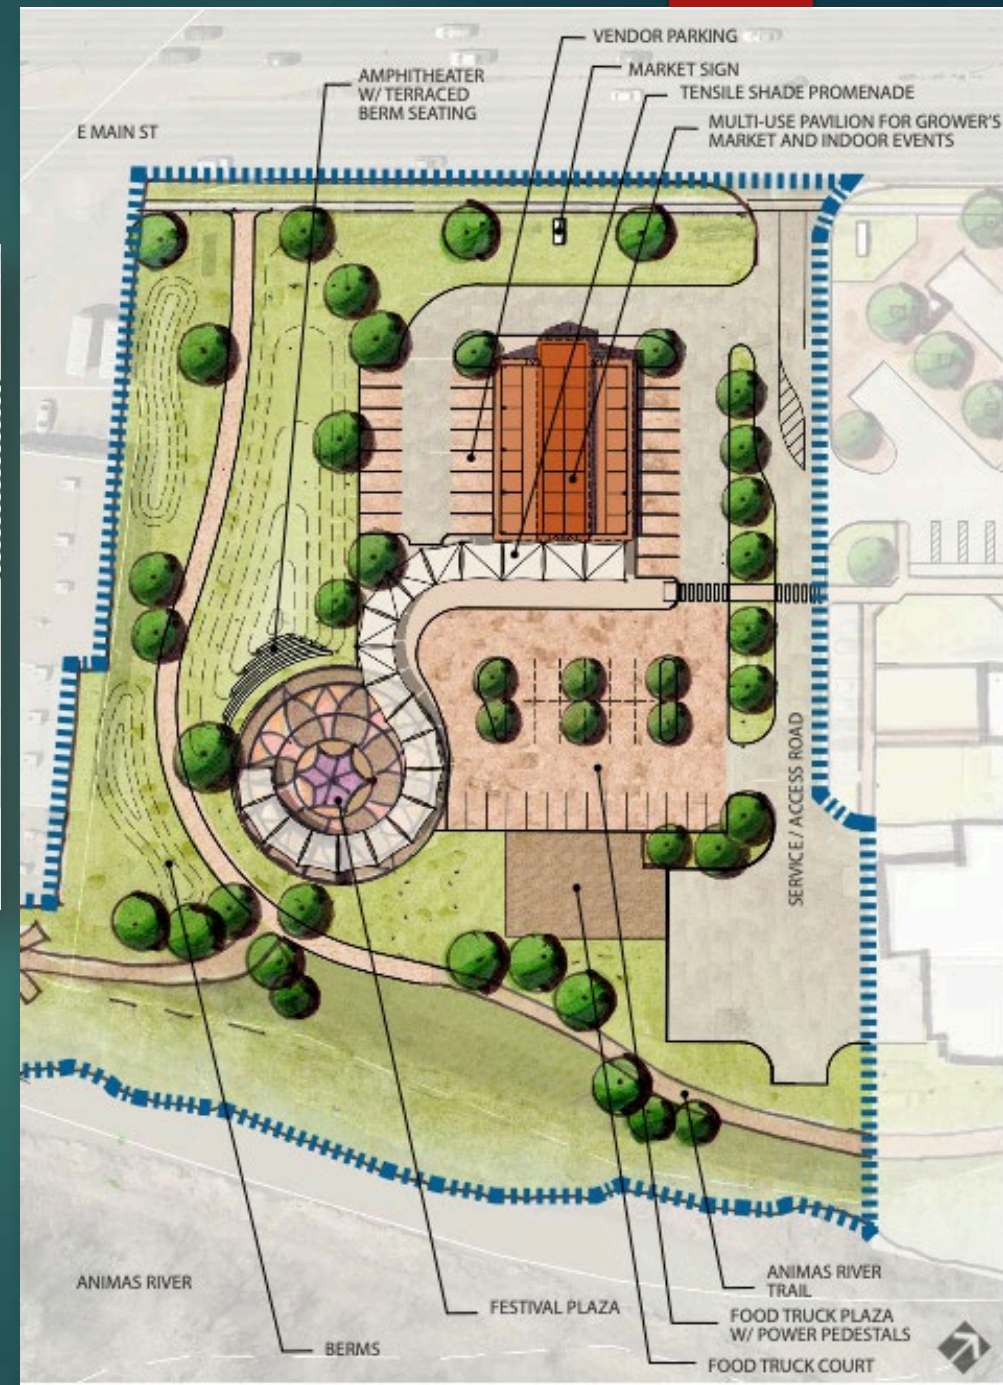 VENDOR PARKING
MARKET SIGN
AMPHITHEATER
W/ TERRACED
BERM SEATING
TENSILE SHADE PROMENADE
MULTI-USE PAVILION FOR GROWER'S
MARKET AND INDOOR EVENTS
E MAIN ST
SERVICE / ACCESS ROAD
ANIMAS RIVER
ANIMAS RIVER
TRAIL
FESTIVAL PLAZA
FOOD TRUCK PLAZA
W/ POWER PEDESTALS
BERMS
FOOD TRUCK COURT